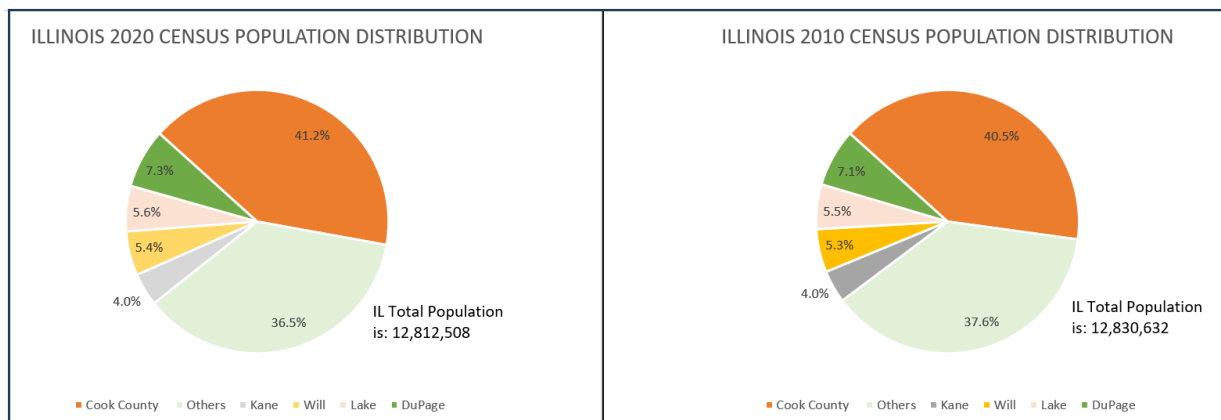 ILLINOIS 2020 CENSUS POPULATION DISTRIBUTION
41.2%
7.3%
5.6%
5.4%
4.0%
36.5%
IL Total Population
is: 12,812,508
Cook County Others Kane Will Lake DuPage
ILLINOIS 2010 CENSUS POPULATION DISTRIBUTION
40.5%
7.1%
5.5%
5.3%
4.0%
37.6%
IL Total Population
is: 12,830,632
Cook County Others Kane Will Lake DuPage